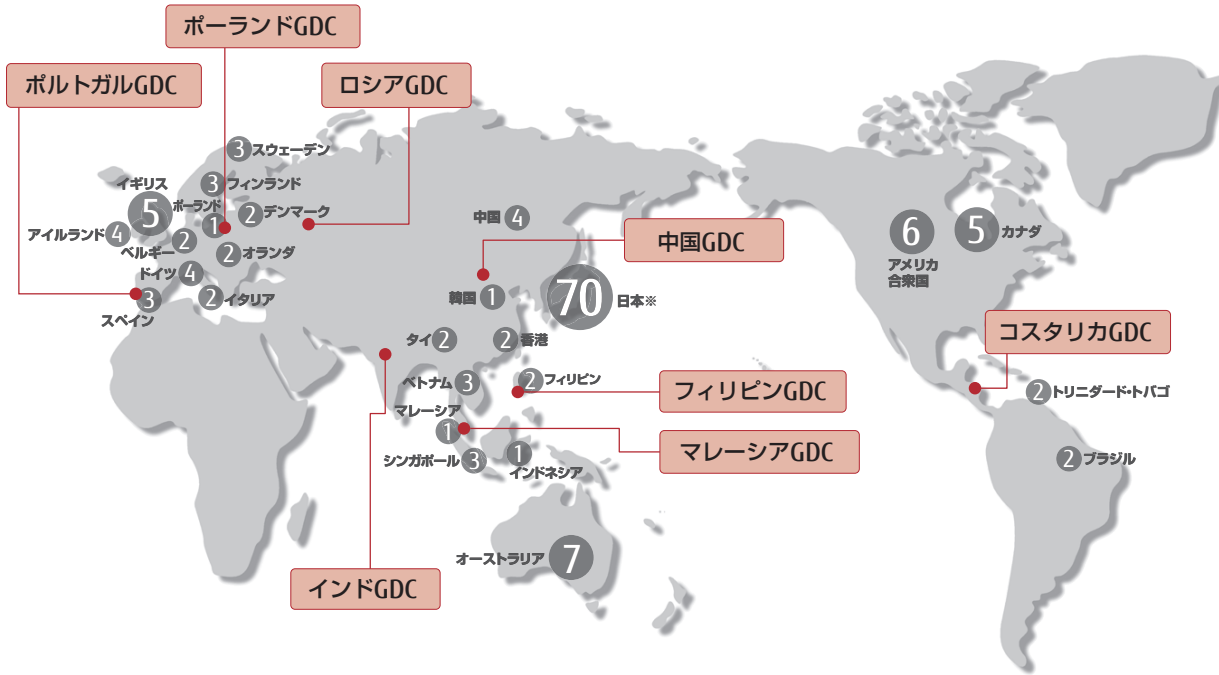 ポーランドGDC
ポルトガルGDC
ロシアGDC
3 スウェーデン
イギリス
5
3 フィンランド
ポーランド
1
2 デンマーク
アイルランド 4
ベルギー 2
2 オランダ
ドイツ 4
2 イタリア
3
スペイン
中国 4
中国GDC
韓国 1
70 日本※
タイ 2
2 香港
ベトナム 3
2 フィリピン
フィリピンGDC
マレーシア
1
マレーシアGDC
シンガポール 3
1
インドネシア
オーストラリア 7
インドGDC
6
アメリカ
合衆国
5 カナダ
コスタリカGDC
2 トリニダード・トバゴ
2 ブラジル